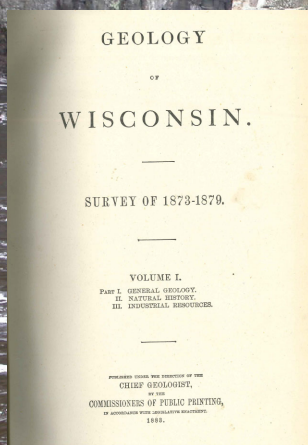 GEOLOGY
OF
WISCONSIN.
SURVEY OF 1873-1879.
VOLUME I.
PART I. GENERAL GEOLOGY.
II. NATURAL HISTORY.
III. INDUSTRIAL RESOURCES.
PUBLISHED UNDER THE DIRECTION OF THE
CHIEF GEOLOGIST,
BY THE
COMMISSIONERS OF PUBLIC PRINTING,
IN ACCORDANCE WITH LEGISLATIVE ENACTMENT.
1883.